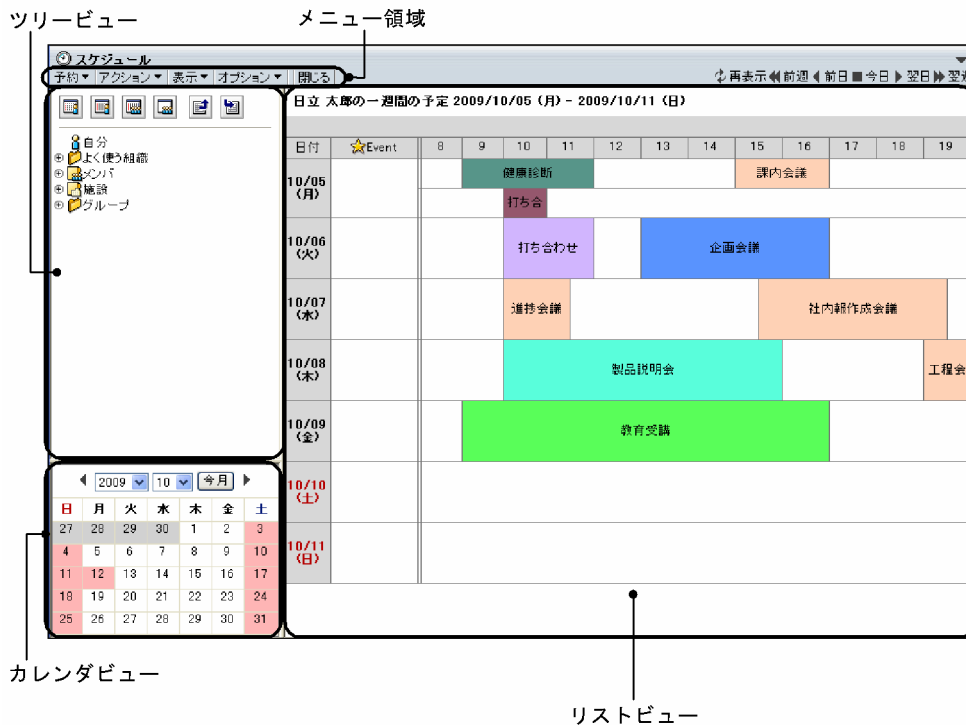 ツリービュー
メニュー領域
スケジュール
予約▼ アクション▼ 表示▼ オプション▼ 閉じる
再表示 前週 前日 今日 翌日 翌週
日立 太郎の一週間の予定 2009/10/05 (月) - 2009/10/11 (日)
自分
よく使う組織
メンバ
施設
グループ
日付 Event 8 9 10 11 12 13 14 15 16 17 18 19
10/05 健康診断 課内会議
(月) 打ち合
10/06 打ち合わせ 企画会議
(火)
10/07 進捗会議 社内報作成会議
(水)
10/08 製品説明会 工程会
(木)
10/09 教育受講
(金)
10/10
(土)
10/11
(日)
2009 10 今月
日 月 火 水 木 金 土
27 28 29 30 1 2 3
4 5 6 7 8 9 10
11 12 13 14 15 16 17
18 19 20 21 22 23 24
25 26 27 28 29 30 31
カレンダビュー
リストビュー